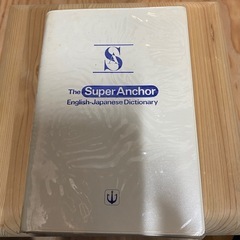 S
The Super Anchor
English-Japanese Dictionary